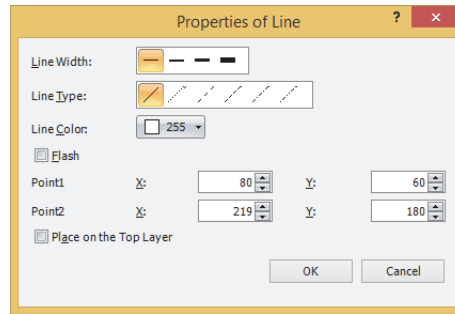 Properties of Line ? ×
Line Width:
Line Type:
Line Color: 255
Flash
Point1 X: 80 Y: 60
Point2 X: 219 Y: 180
Place on the Top Layer
OK Cancel